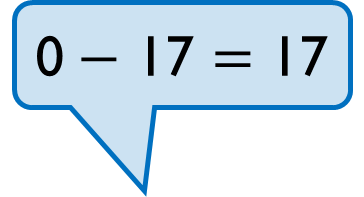 0 – 17 = 17